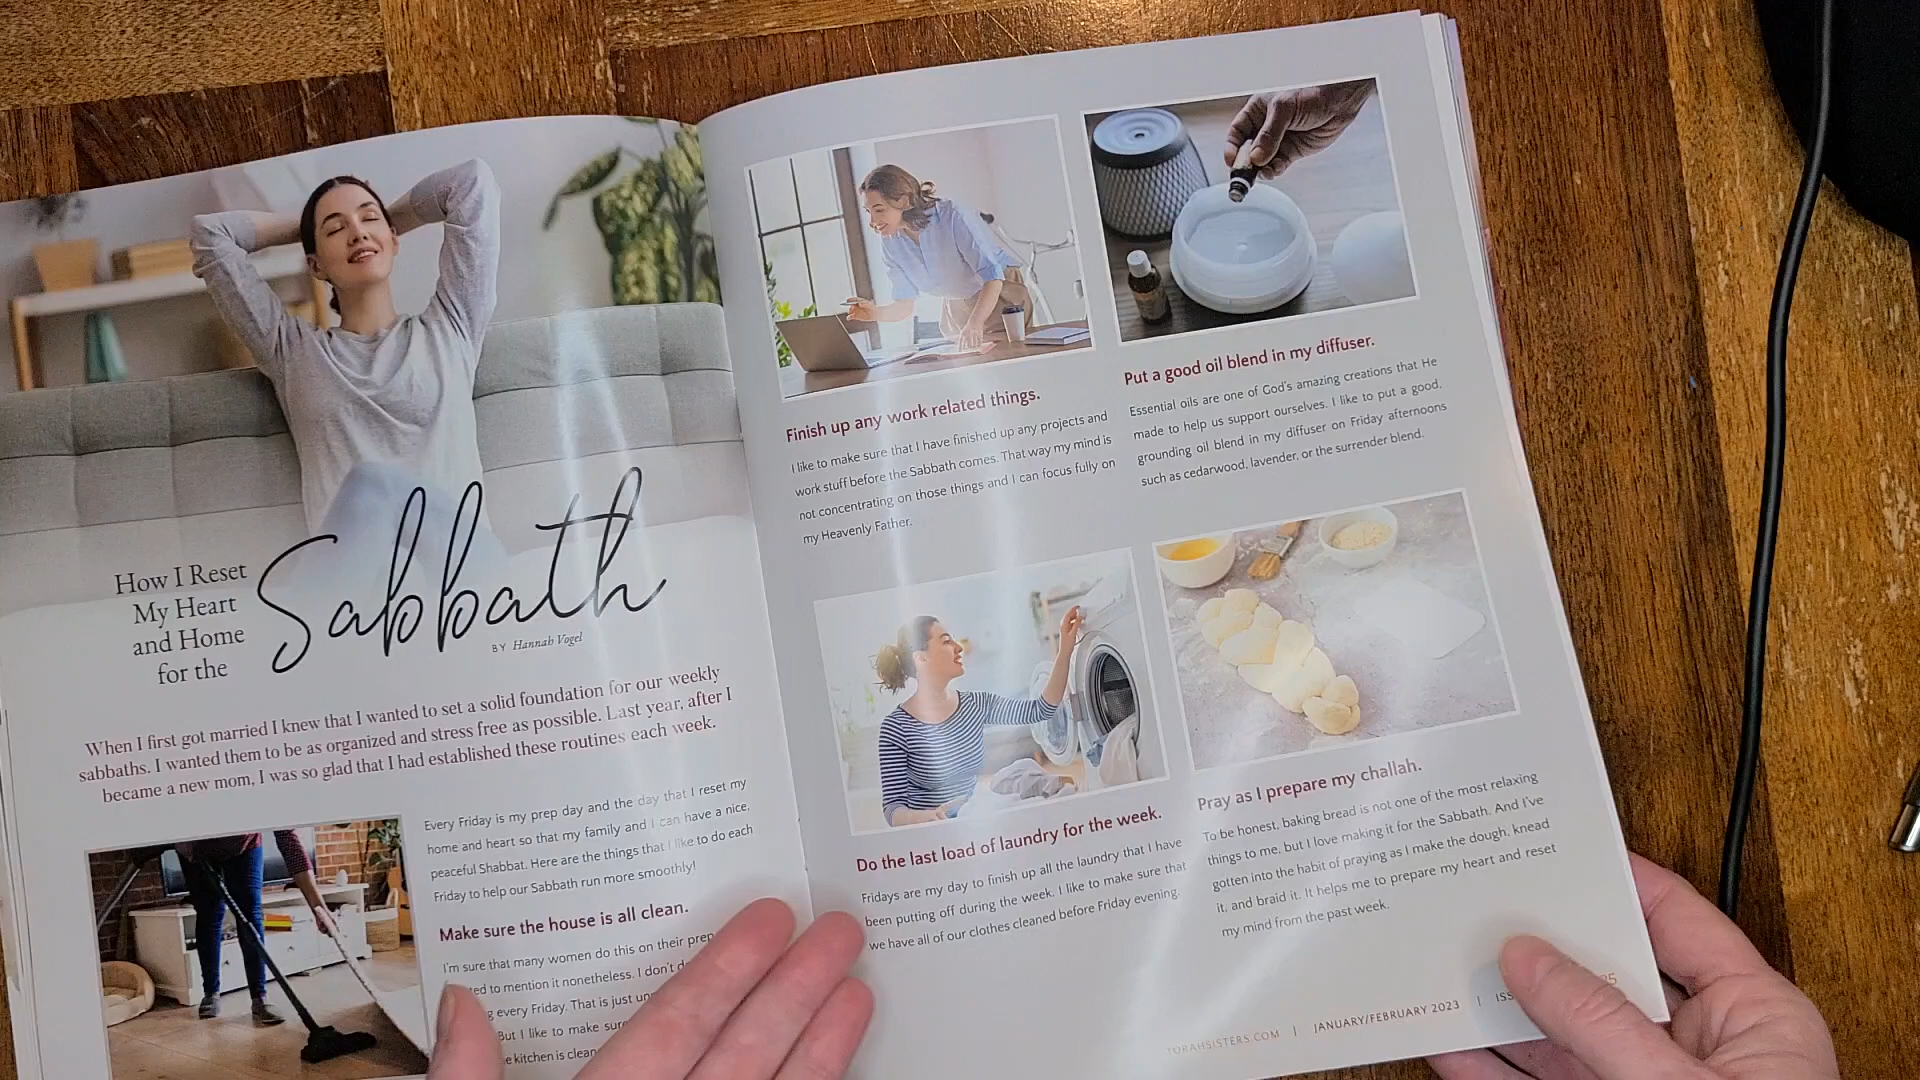 How I Reset
My Heart
and Home
for the
Sabbath
BY Hannah Vogel
When I first got married I knew that I wanted to set a solid foundation for our weekly
sabbaths. I wanted them to be as organized and stress free as possible. Last year, after I
became a new mom, I was so glad that I had established these routines each week.
Every Friday is my prep day and the day that I reset my
home and heart so that my family and I can have a nice,
peaceful Shabbat. Here are the things that I like to do each
Friday to help our Sabbath run more smoothly!
Make sure the house is all clean.
I'm sure that many women do this on their prep
to mention it nonetheless. I don't
every Friday. That is just
But I like to make sure
kitchen is clean
Finish up any work related things.
I like to make sure that I have finished up any projects and
work stuff before the Sabbath comes. That way my mind is
not concentrating on those things and I can focus fully on
my Heavenly Father.
Put a good oil blend in my diffuser.
Essential oils are one of God's amazing creations that He
made to help us support ourselves. I like to put a good,
grounding oil blend in my diffuser on Friday afternoons
such as cedarwood, lavender, or the surrender blend.
Do the last load of laundry for the week.
Fridays are my day to finish up all the laundry that I have
been putting off during the week. I like to make sure that
we have all of our clothes cleaned before Friday evening.
Pray as I prepare my challah.
To be honest, baking bread is not one of the most relaxing
things to me, but I love making it for the Sabbath. And I've
gotten into the habit of praying as I make the dough, knead
it, and braid it. It helps me to prepare my heart and reset
my mind from the past week.
TORAHSISTERS.COM | JANUARY/FEBRUARY 2023 |